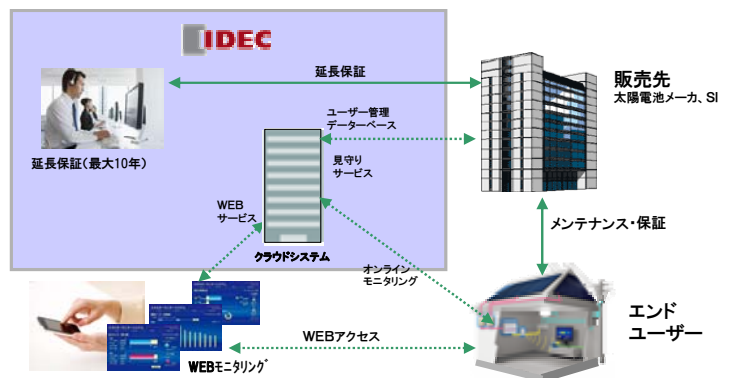 IDEC
延長保証
販売先
太陽電池メーカ、SI
ユーザー管理
データーベース
延長保証(最大10年)
見守り
サービス
WEB
サービス
クラウドシステム
メンテナンス・保証
オンライン
モニタリング
エンド
ユーザー
WEBアクセス
WEBモニタリング